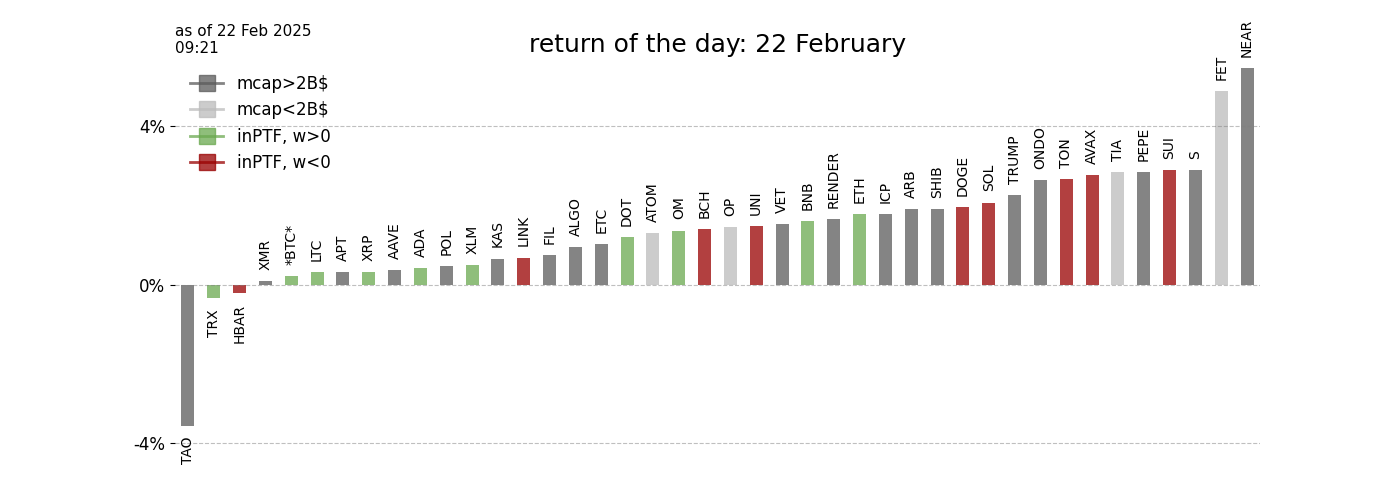 as of 22 Feb 2025
09:21
return of the day: 22 February
mcap>2B$
mcap<2B$
inPTF, w>0
inPTF, w<0
4%
0%
-4%
TAO
TRX
HBAR
XMR
*BTC*
LTC
APT
XRP
AAVE
ADA
POL
XLM
KAS
LINK
FIL
ALGO
ETC
DOT
ATOM
OM
BCH
OP
UNI
VET
BNB
RENDER
ETH
ICP
ARB
SHIB
DOGE
SOL
TRUMP
ONDO
TON
AVAX
TIA
PEPE
SUI
S
FET
NEAR